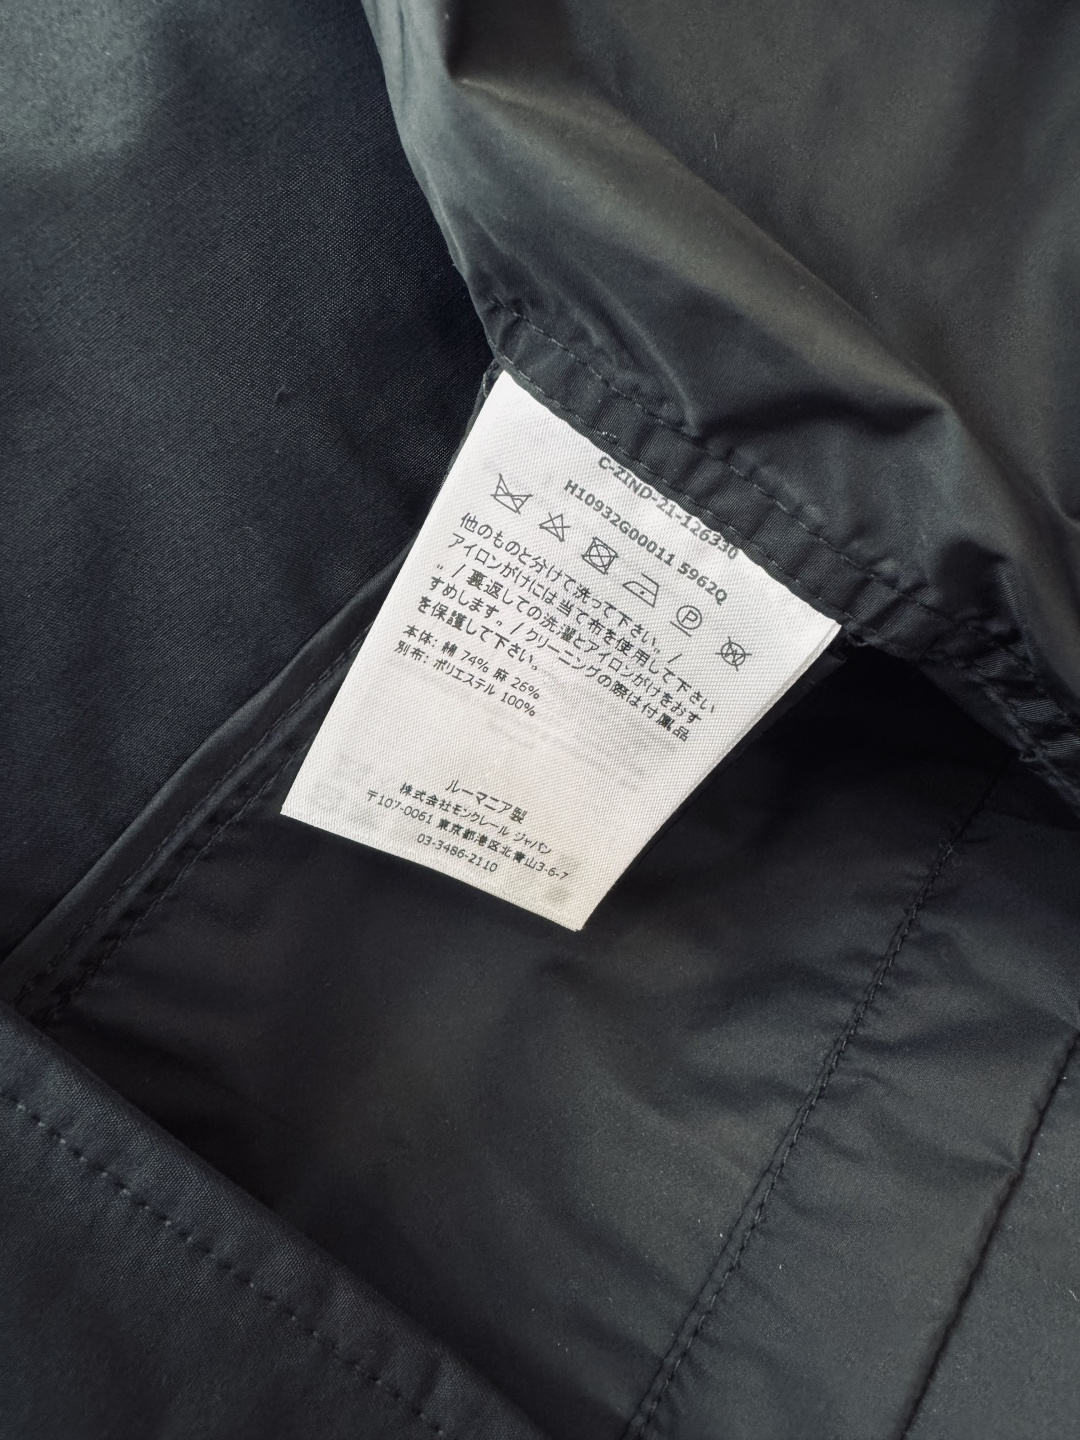 C-ZIND-21-126330
H10932G00011 5962Q
P
W
他のものと分けて洗って下さい。/
アイロンがけには当て布を使用して下さい
。/ 裏返しての洗濯とアイロンがけをおす
すめします。/ クリーニングの際は付属品
を保護して下さい。
本体: 綿 74% 麻 26%
別布: ポリエステル 100%
ルーマニア製
株式会社モンクレール ジャパン
〒107-0061 東京都港区北青山3-6-7
03-3486-2110